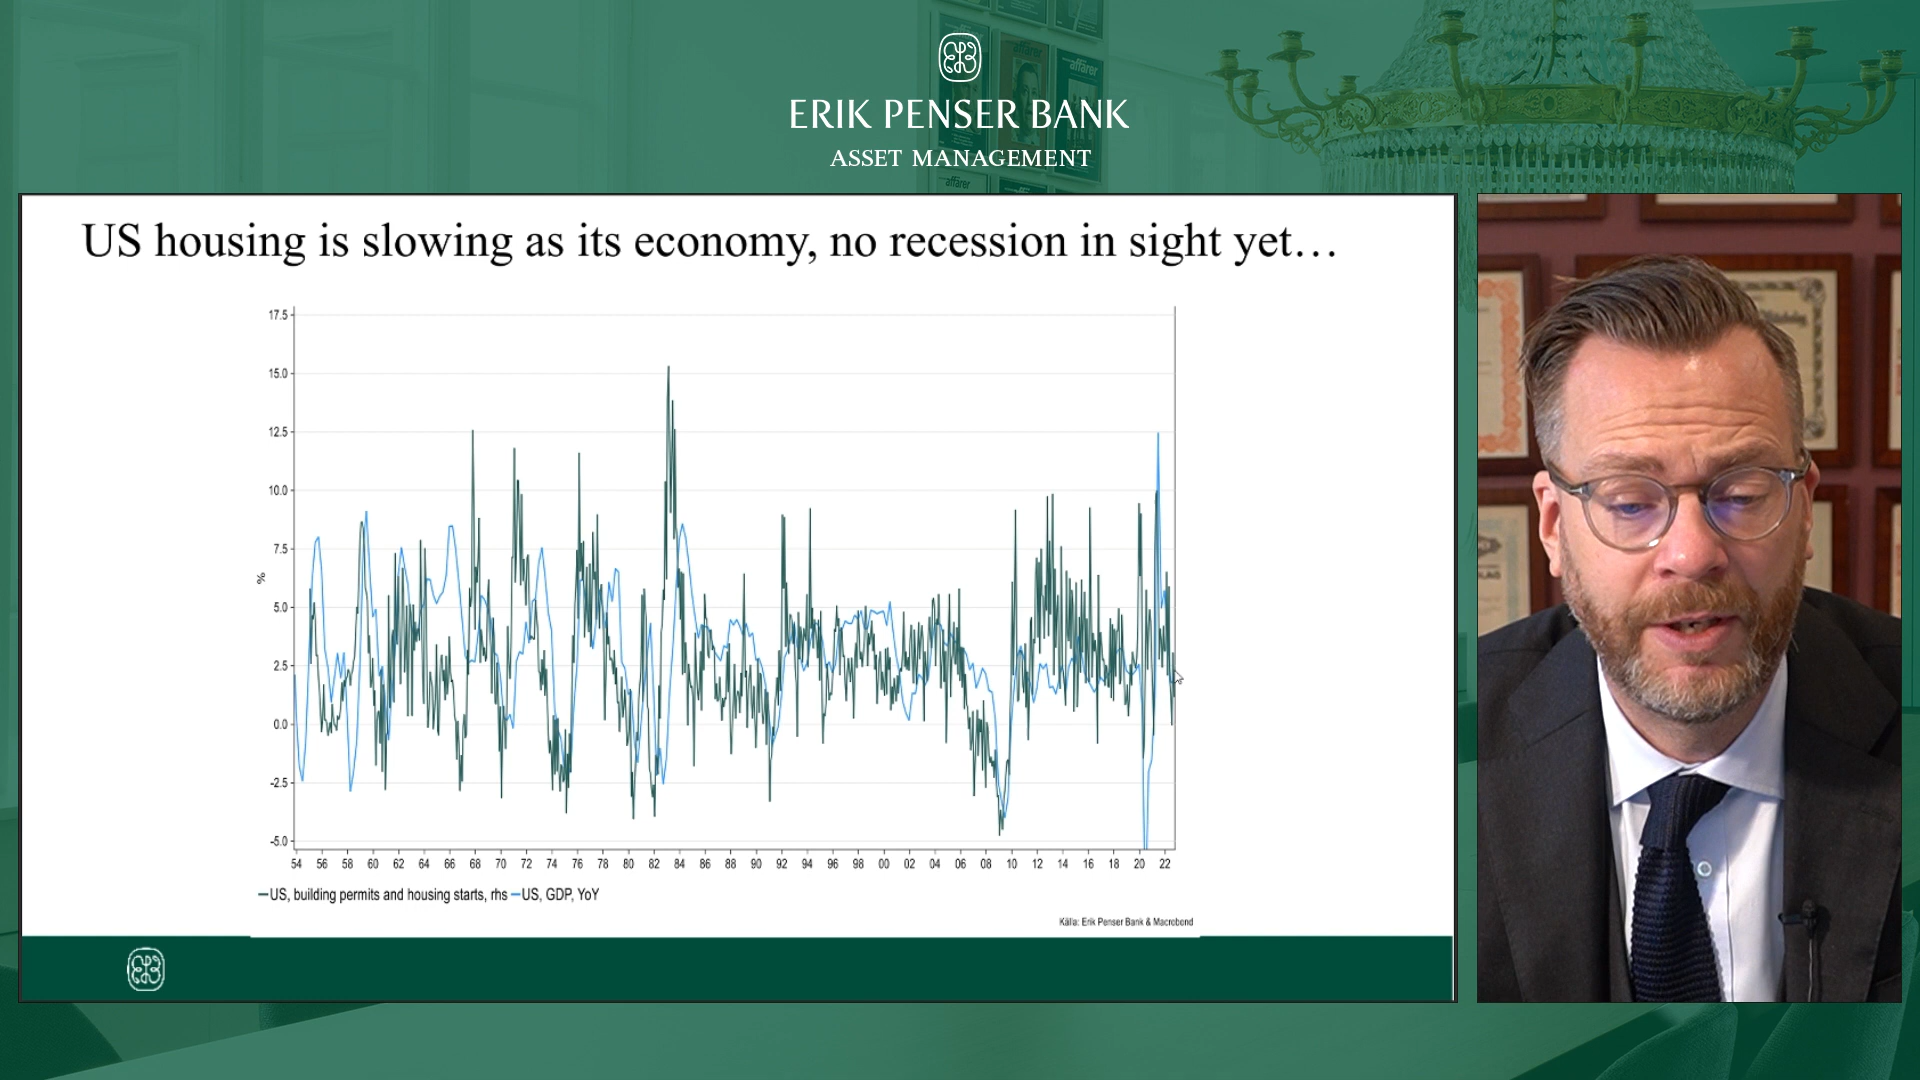 affärer
affärer
affärer
ERIK PENSER BANK
ASSET MANAGEMENT
US housing is slowing as its economy, no recession in sight yet…
17.5
15.0
12.5
10.0
7.5
%
5.0
2.5
0.0
-2.5
-5.0
54 56 58 60 62 64 66 68 70 72 74 76 78 80 82 84 86 88 90 92 94 96 98 00 02 04 06 08 10 12 14 16 18 20 22
US, building permits and housing starts, rhs US, GDP, YoY
Källa: Erik Penser Bank & Macrobond